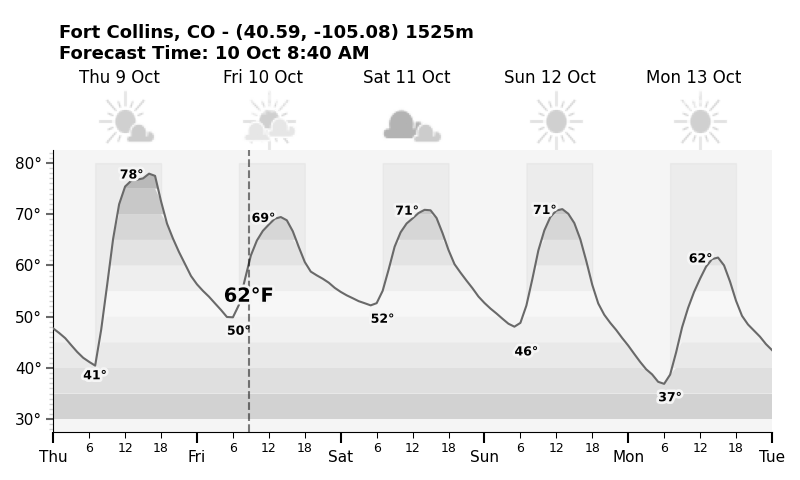 Fort Collins, CO - (40.59, -105.08) 1525m
Forecast Time: 10 Oct 8:40 AM
Thu 9 Oct Fri 10 Oct Sat 11 Oct Sun 12 Oct Mon 13 Oct
80°
78°
70°
69° 71° 71°
60°
62°
62°F
50°
50° 52°
46°
40°
41°
37°
30°
6 12 18 6 12 18 6 12 18 6 12 18 6 12 18
Thu Fri Sat Sun Mon Tue